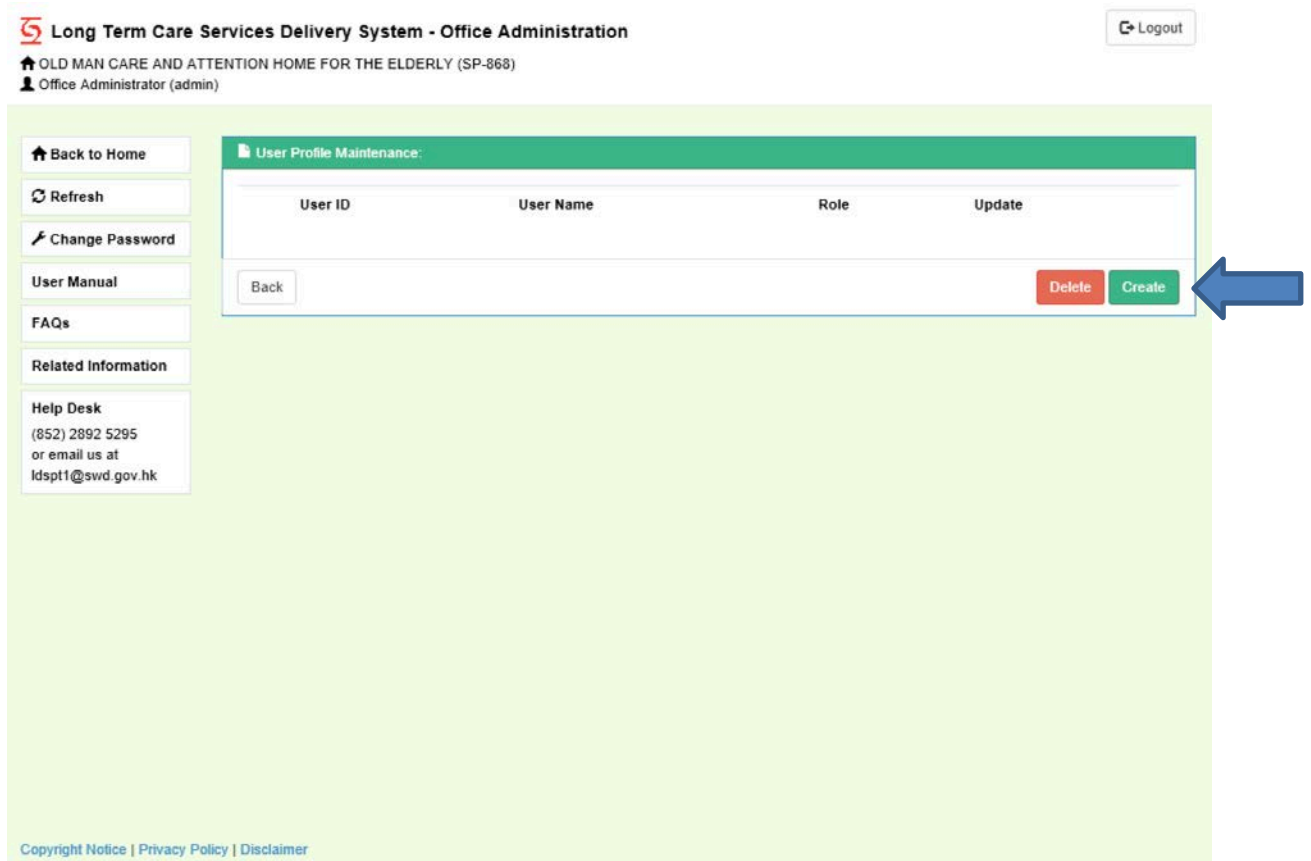 Long Term Care Services Delivery System - Office Administration
Logout
OLD MAN CARE AND ATTENTION HOME FOR THE ELDERLY (SP-868)
Office Administrator (admin)
Back to Home
Refresh
Change Password
User Manual
FAQs
Related Information
Help Desk
(852) 2892 5295
or email us at
ldspt1@swd.gov.hk
User Profile Maintenance:
User ID User Name Role Update
Back Delete Create
Copyright Notice | Privacy Policy | Disclaimer